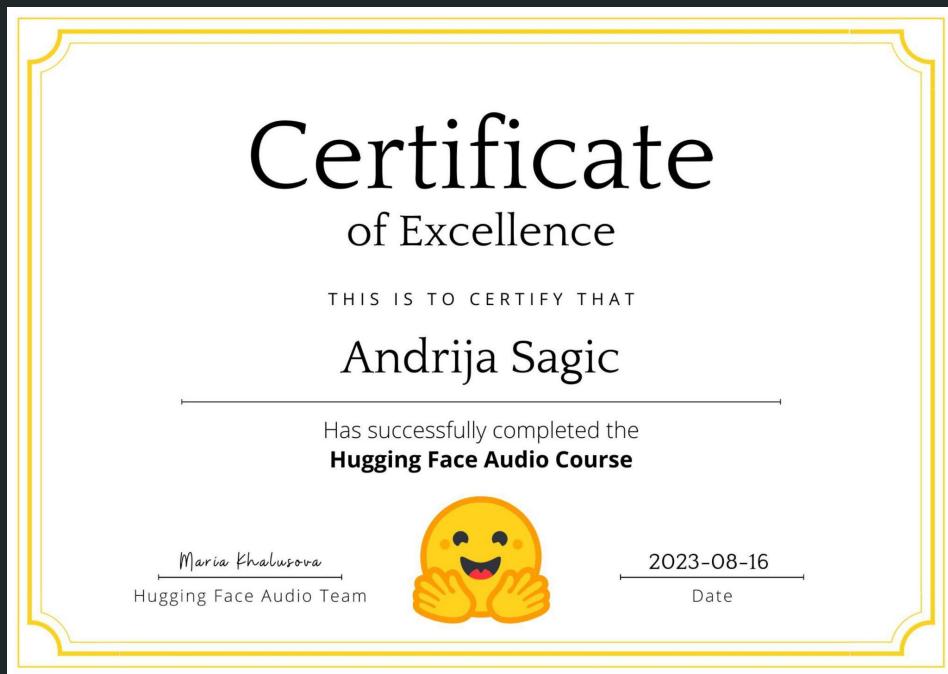 Certificate
of Excellence
THIS IS TO CERTIFY THAT
Andrija Sagic
Has successfully completed the
Hugging Face Audio Course
Maria Khalusova
Hugging Face Audio Team
2023-08-16
Date